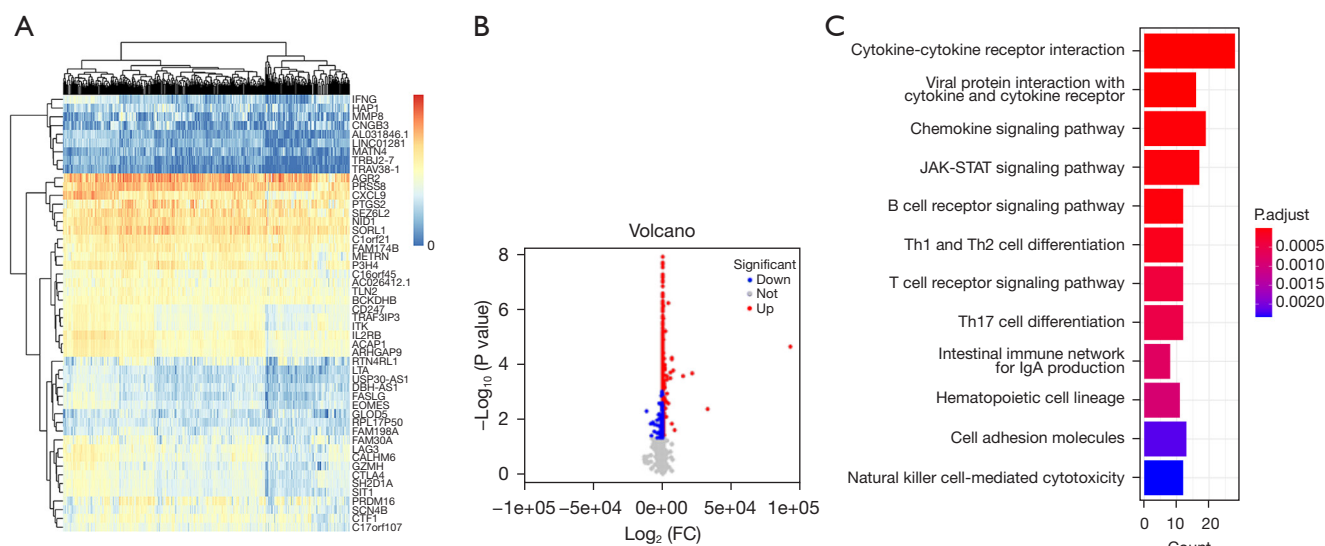 A
IFNG
HAP1
MMP8
CNGB3
AL031846.1
LINC01281
MATN4
TRBJ2-7
TRAV38-1
AGR2
PRSS8
CXCL9
PTGS2
SEZ6L2
NID1
SORL1
C1orf21
FAM174B
METRN
P3H4
C16orf45
AC026412.1
TLN2
BCKDHB
CD247
TRAF3IP3
ITK
IL2RB
ACAP1
ARHGAP9
RTN4RL1
LTA
USP30-AS1
DBH-AS1
FASLG
EOMES
GLOD5
RPL17P50
FAM198A
FAM30A
LAG3
CALHM6
GZMH
CTLA4
SH2D1A
SIT1
PRDM16
SCN4B
CTF1
C17orf107
0
B
Volcano
Significant
Down
Not
Up
8
6
4
2
0
−Log10 (P value)
−1e+05 −5e+04 0e+00 5e+04 1e+05
Log2 (FC)
C
Cytokine-cytokine receptor interaction
Viral protein interaction with
cytokine and cytokine receptor
Chemokine signaling pathway
JAK-STAT signaling pathway
B cell receptor signaling pathway
Th1 and Th2 cell differentiation
T cell receptor signaling pathway
Th17 cell differentiation
Intestinal immune network
for IgA production
Hematopoietic cell lineage
Cell adhesion molecules
Natural killer cell-mediated cytotoxicity
0 10 20
Count
P.adjust
0.0005
0.0010
0.0015
0.0020